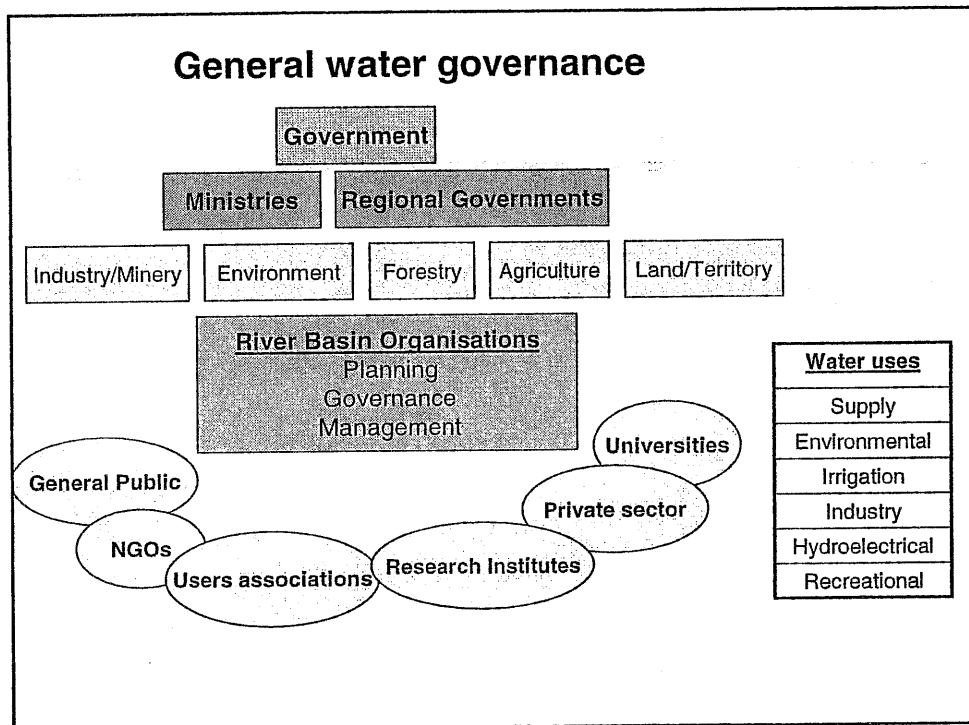 General water governance
Government
Ministries
Regional Governments
Industry/Minery
Environment
Forestry
Agriculture
Land/Territory
River Basin Organisations
Planning
Governance
Management
General Public
NGOs
Users associations
Research Institutes
Private sector
Universities
Water uses
Supply
Environmental
Irrigation
Industry
Hydroelectrical
Recreational